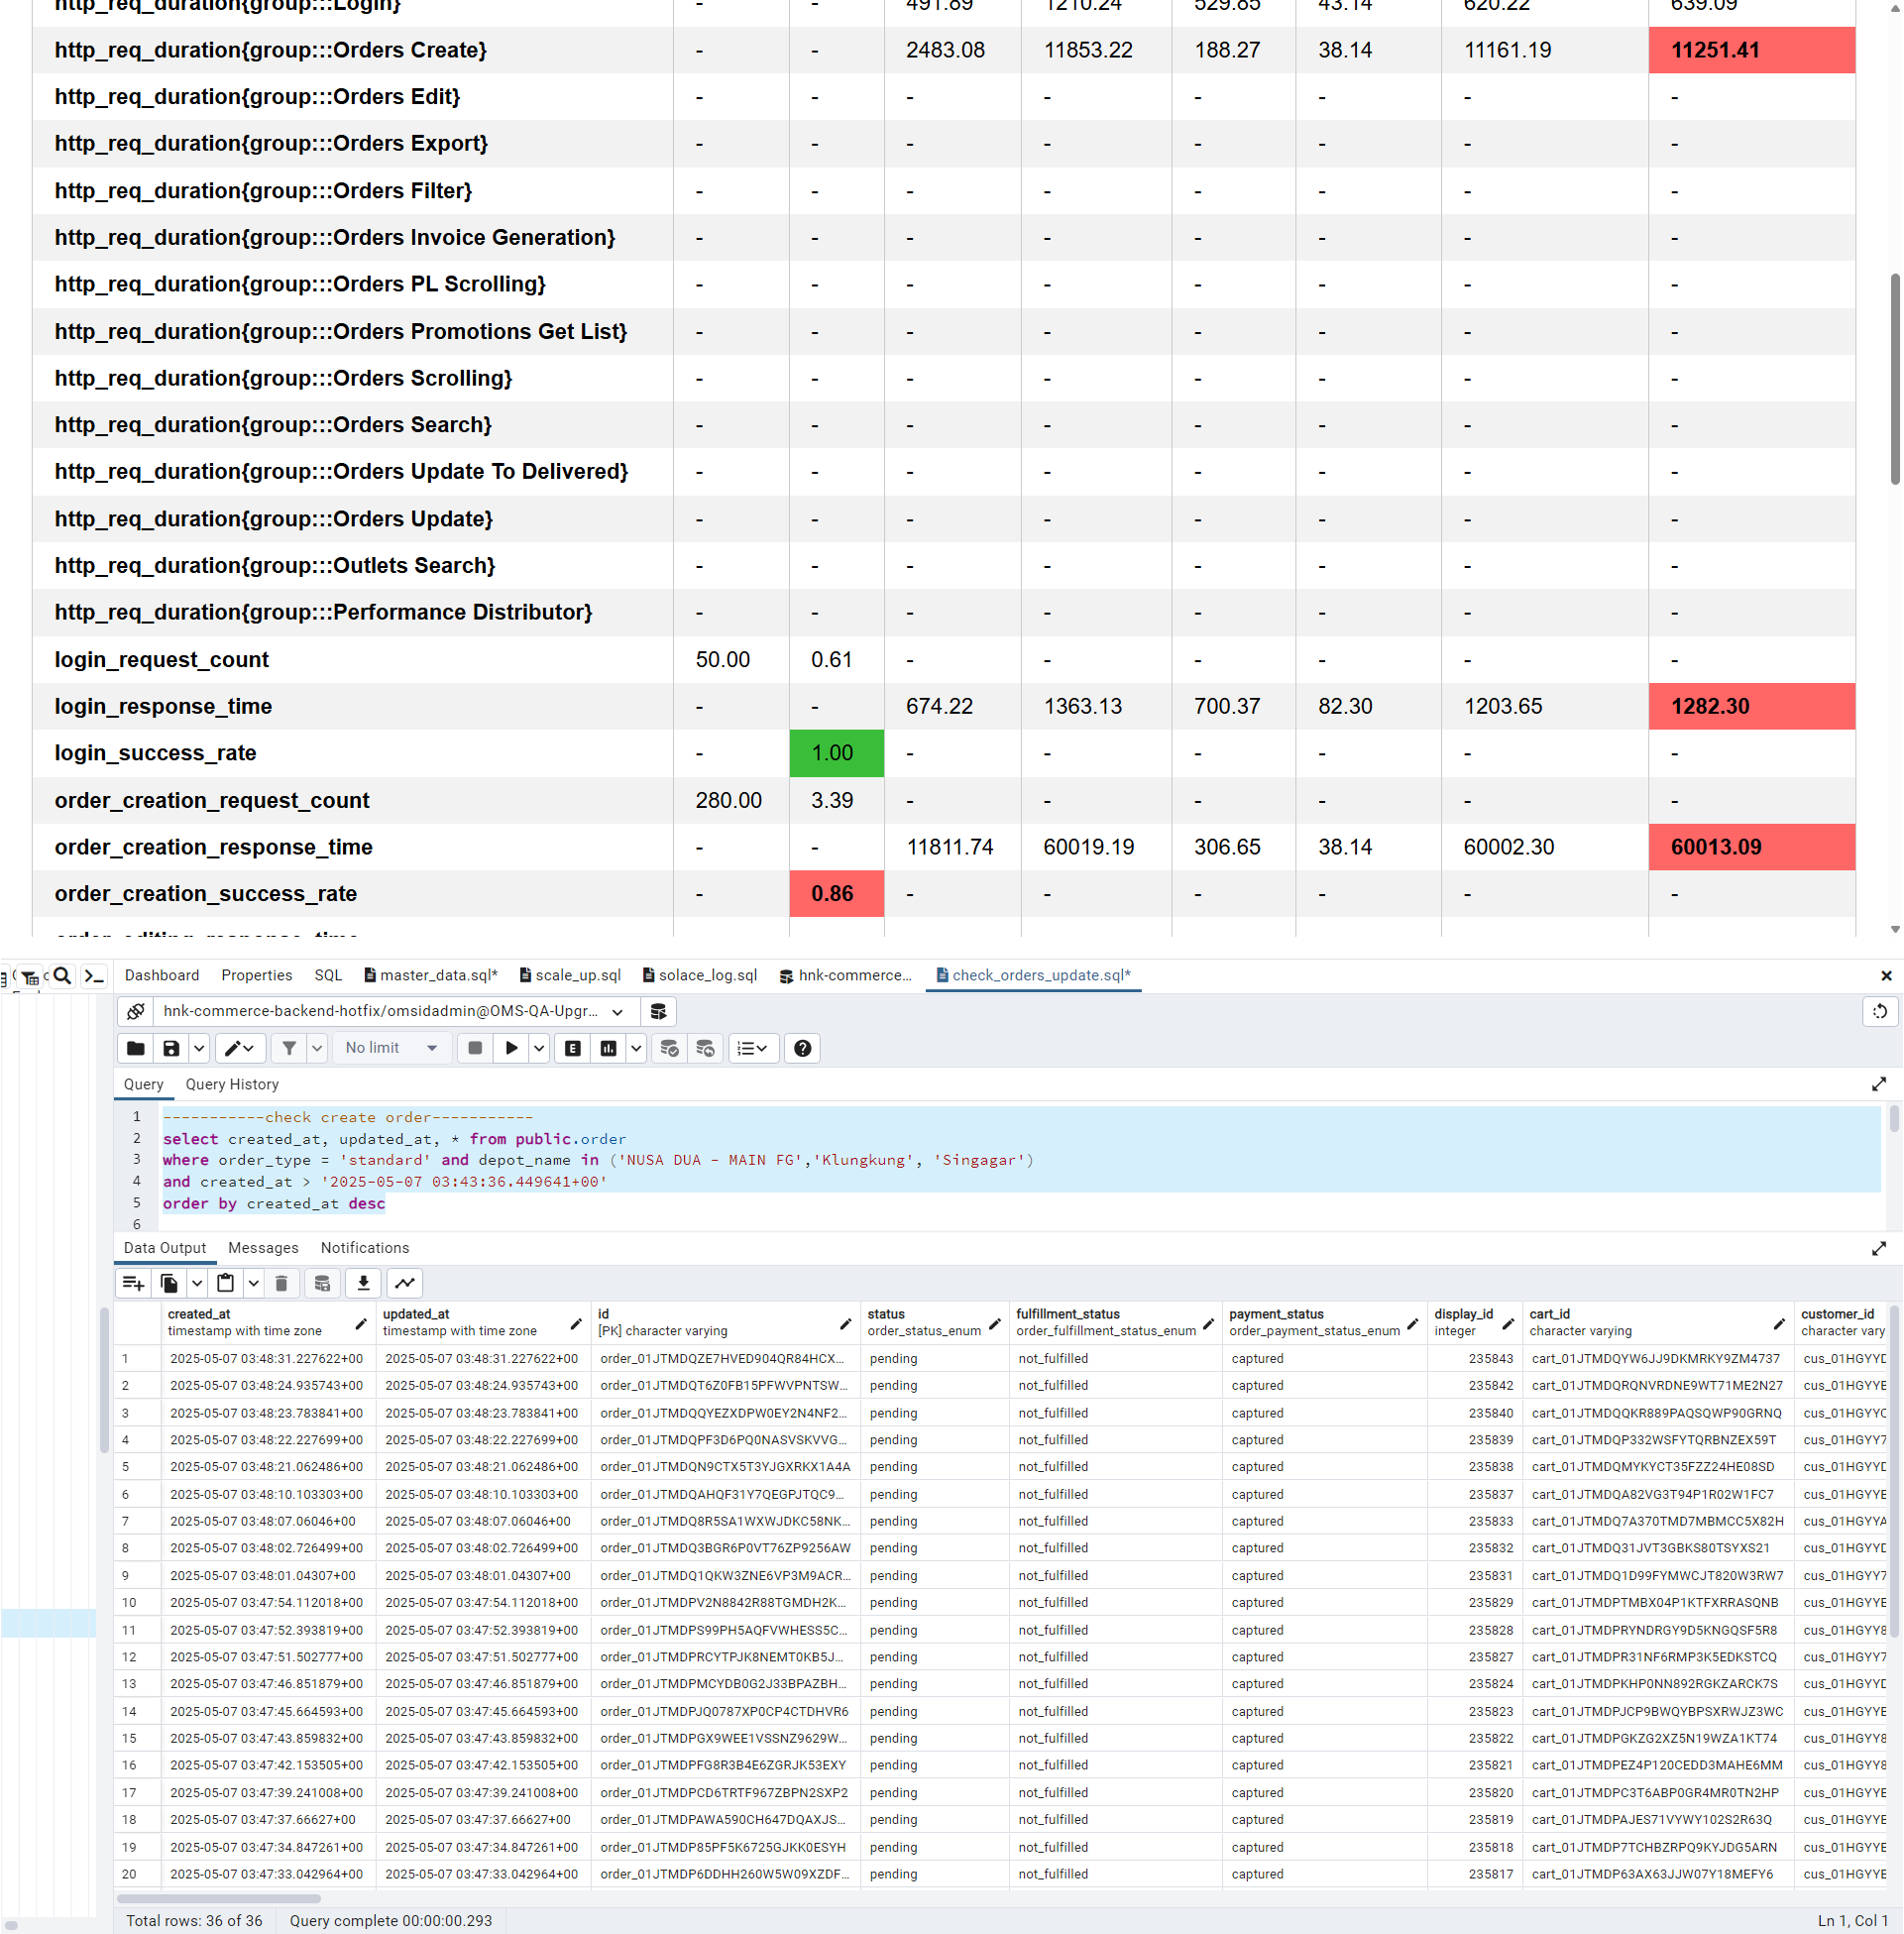 http_req_duration{group:::Login} - - 491.89 1210.24 529.85 43.14 620.22 639.09
http_req_duration{group:::Orders Create} - - 2483.08 11853.22 188.27 38.14 11161.19 11251.41
http_req_duration{group:::Orders Edit} - - - - - - - -
http_req_duration{group:::Orders Export} - - - - - - - -
http_req_duration{group:::Orders Filter} - - - - - - - -
http_req_duration{group:::Orders Invoice Generation} - - - - - - - -
http_req_duration{group:::Orders PL Scrolling} - - - - - - - -
http_req_duration{group:::Orders Promotions Get List} - - - - - - - -
http_req_duration{group:::Orders Scrolling} - - - - - - - -
http_req_duration{group:::Orders Search} - - - - - - - -
http_req_duration{group:::Orders Update To Delivered} - - - - - - - -
http_req_duration{group:::Orders Update} - - - - - - - -
http_req_duration{group:::Outlets Search} - - - - - - - -
http_req_duration{group:::Performance Distributor} - - - - - - - -
login_request_count 50.00 0.61 - - - - - -
login_response_time - - 674.22 1363.13 700.37 82.30 1203.65 1282.30
login_success_rate - 1.00 - - - - - -
order_creation_request_count 280.00 3.39 - - - - - -
order_creation_response_time - - 11811.74 60019.19 306.65 38.14 60002.30 60013.09
order_creation_success_rate - 0.86 - - - - - -
order_editing_response_time
Dashboard Properties SQL master_data.sql* scale_up.sql solace_log.sql hnk-commerce... check_orders_update.sql*
hnk-commerce-backend-hotfix/omsidadmin@OMS-QA-Upgr...
No limit E
Query Query History
1 -----------check create order-----------
2 select created_at, updated_at, * from public.order
3 where order_type = 'standard' and depot_name in ('NUSA DUA - MAIN FG','Klungkung', 'Singagar')
4 and created_at > '2025-05-07 03:43:36.449641+00'
5 order by created_at desc
6
Data Output Messages Notifications
created_at updated_at id status fulfillment_status payment_status display_id cart_id customer_id
timestamp with time zone timestamp with time zone [PK] character varying order_status_enum order_fulfillment_status_enum order_payment_status_enum integer character varying character vary
1 2025-05-07 03:48:31.227622+00 2025-05-07 03:48:31.227622+00 order_01JTMDQZE7HVED904QR84HCX... pending not_fulfilled captured 235843 cart_01JTMDQYW6JJ9DKMRKY9ZM4737 cus_01HGYYD
2 2025-05-07 03:48:24.935743+00 2025-05-07 03:48:24.935743+00 order_01JTMDQT6Z0FB15PFWVPNTSW... pending not_fulfilled captured 235842 cart_01JTMDQRQNVRDNE9WT71ME2N27 cus_01HGYYE
3 2025-05-07 03:48:23.783841+00 2025-05-07 03:48:23.783841+00 order_01JTMDQQYEZXDPW0EY2N4NF2... pending not_fulfilled captured 235840 cart_01JTMDQQKR889PAQSQWP90GRNQ cus_01HGYYC
4 2025-05-07 03:48:22.227699+00 2025-05-07 03:48:22.227699+00 order_01JTMDQPF3D6PQ0NASVSKVVG... pending not_fulfilled captured 235839 cart_01JTMDQP332WSFYTQRBNZEX59T cus_01HGYY7
5 2025-05-07 03:48:21.062486+00 2025-05-07 03:48:21.062486+00 order_01JTMDQN9CTX5T3YJGXRKX1A4A pending not_fulfilled captured 235838 cart_01JTMDQMYKYCT35FZZ24HE08SD cus_01HGYYD
6 2025-05-07 03:48:10.103303+00 2025-05-07 03:48:10.103303+00 order_01JTMDQAHQF31Y7QEGPJTQC9... pending not_fulfilled captured 235837 cart_01JTMDQA82VG3T94P1R02W1FC7 cus_01HGYYE
7 2025-05-07 03:48:07.06046+00 2025-05-07 03:48:07.06046+00 order_01JTMDQ8R5SA1WXWJDKC58NK... pending not_fulfilled captured 235833 cart_01JTMDQ7A370TMD7MBMCC5X82H cus_01HGYYA
8 2025-05-07 03:48:02.726499+00 2025-05-07 03:48:02.726499+00 order_01JTMDQ3BGR6P0VT76ZP9256AW pending not_fulfilled captured 235832 cart_01JTMDQ31JVT3GBKS80TSYXS21 cus_01HGYYE
9 2025-05-07 03:48:01.04307+00 2025-05-07 03:48:01.04307+00 order_01JTMDQ1QKW3ZNE6VP3M9ACR... pending not_fulfilled captured 235831 cart_01JTMDQ1D99FYMWCJT820W3RW7 cus_01HGYY7
10 2025-05-07 03:47:54.112018+00 2025-05-07 03:47:54.112018+00 order_01JTMDPV2N8842R88TGMDH2K... pending not_fulfilled captured 235829 cart_01JTMDPTMBX04P1KTFXRRASQNB cus_01HGYYE
11 2025-05-07 03:47:52.393819+00 2025-05-07 03:47:52.393819+00 order_01JTMDPS99PH5AQFVWHESS5C... pending not_fulfilled captured 235828 cart_01JTMDPRYNDRGY9D5KNGQSF5R8 cus_01HGYY8
12 2025-05-07 03:47:51.502777+00 2025-05-07 03:47:51.502777+00 order_01JTMDPRCYTPJK8NEMT0KB5J... pending not_fulfilled captured 235827 cart_01JTMDPR31NF6RMP3K5EDKSTCQ cus_01HGYY7
13 2025-05-07 03:47:46.851879+00 2025-05-07 03:47:46.851879+00 order_01JTMDPMCYDB0G2J33BPAZBH... pending not_fulfilled captured 235824 cart_01JTMDPKHP0NN892RGKZARCK7S cus_01HGYYD
14 2025-05-07 03:47:45.664593+00 2025-05-07 03:47:45.664593+00 order_01JTMDPJQ0787XP0CP4CTDHVR6 pending not_fulfilled captured 235823 cart_01JTMDPJCP9BWQYBPSXRWJZ3WC cus_01HGYYE
15 2025-05-07 03:47:43.859832+00 2025-05-07 03:47:43.859832+00 order_01JTMDPGX9WEE1VSSNZ9629W... pending not_fulfilled captured 235822 cart_01JTMDPGKZG2XZ5N19WZA1KT74 cus_01HGYY8
16 2025-05-07 03:47:42.153505+00 2025-05-07 03:47:42.153505+00 order_01JTMDPFG8R3B4E6ZGRJK53EXY pending not_fulfilled captured 235821 cart_01JTMDPEZ4P120CEDD3MAHE6MM cus_01HGYY8
17 2025-05-07 03:47:39.241008+00 2025-05-07 03:47:39.241008+00 order_01JTMDPCD6TRTF967ZBPN2SXP2 pending not_fulfilled captured 235820 cart_01JTMDPC3T6ABP0GR4MR0TN2HP cus_01HGYYE
18 2025-05-07 03:47:37.66627+00 2025-05-07 03:47:37.66627+00 order_01JTMDPAWA590CH647DQAXJS... pending not_fulfilled captured 235819 cart_01JTMDPAJES71VYWY102S2R63Q cus_01HGYYE
19 2025-05-07 03:47:34.847261+00 2025-05-07 03:47:34.847261+00 order_01JTMDP85PF5K6725GJKK0ESYH pending not_fulfilled captured 235818 cart_01JTMDP7TCHBZRPQ9KYJDG5ARN cus_01HGYYE
20 2025-05-07 03:47:33.042964+00 2025-05-07 03:47:33.042964+00 order_01JTMDP6DDHH260W5W09XZDF... pending not_fulfilled captured 235817 cart_01JTMDP63AX63JJW07Y18MEFY6 cus_01HGYYE
Total rows: 36 of 36 Query complete 00:00:00.293 Ln 1, Col 1